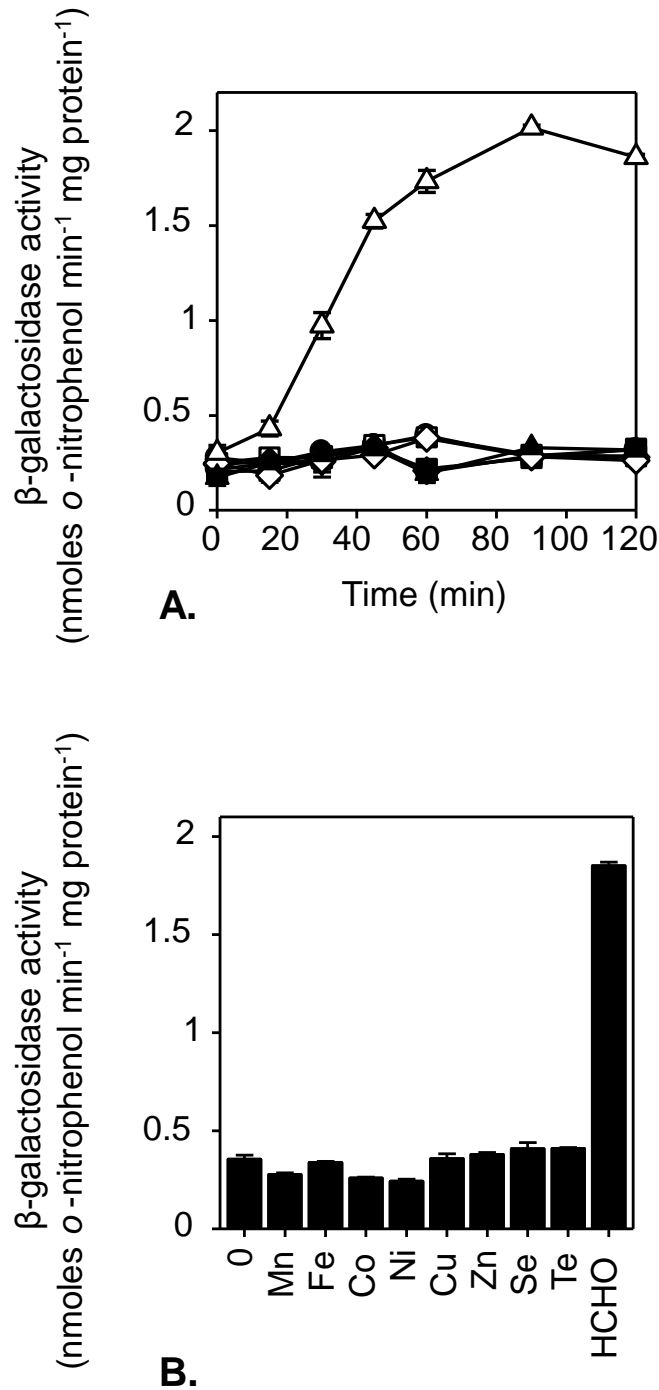 β-galactosidase activity
(nmoles o -nitrophenol min-1 mg protein-1)
2
1.5
1
0.5
0
0 20 40 60 80 100 120
Time (min)
A.
β-galactosidase activity
(nmoles o -nitrophenol min-1 mg protein-1)
2
1.5
1
0.5
0
0 Mn Fe Co Ni Cu Zn Se Te HCHO
B.